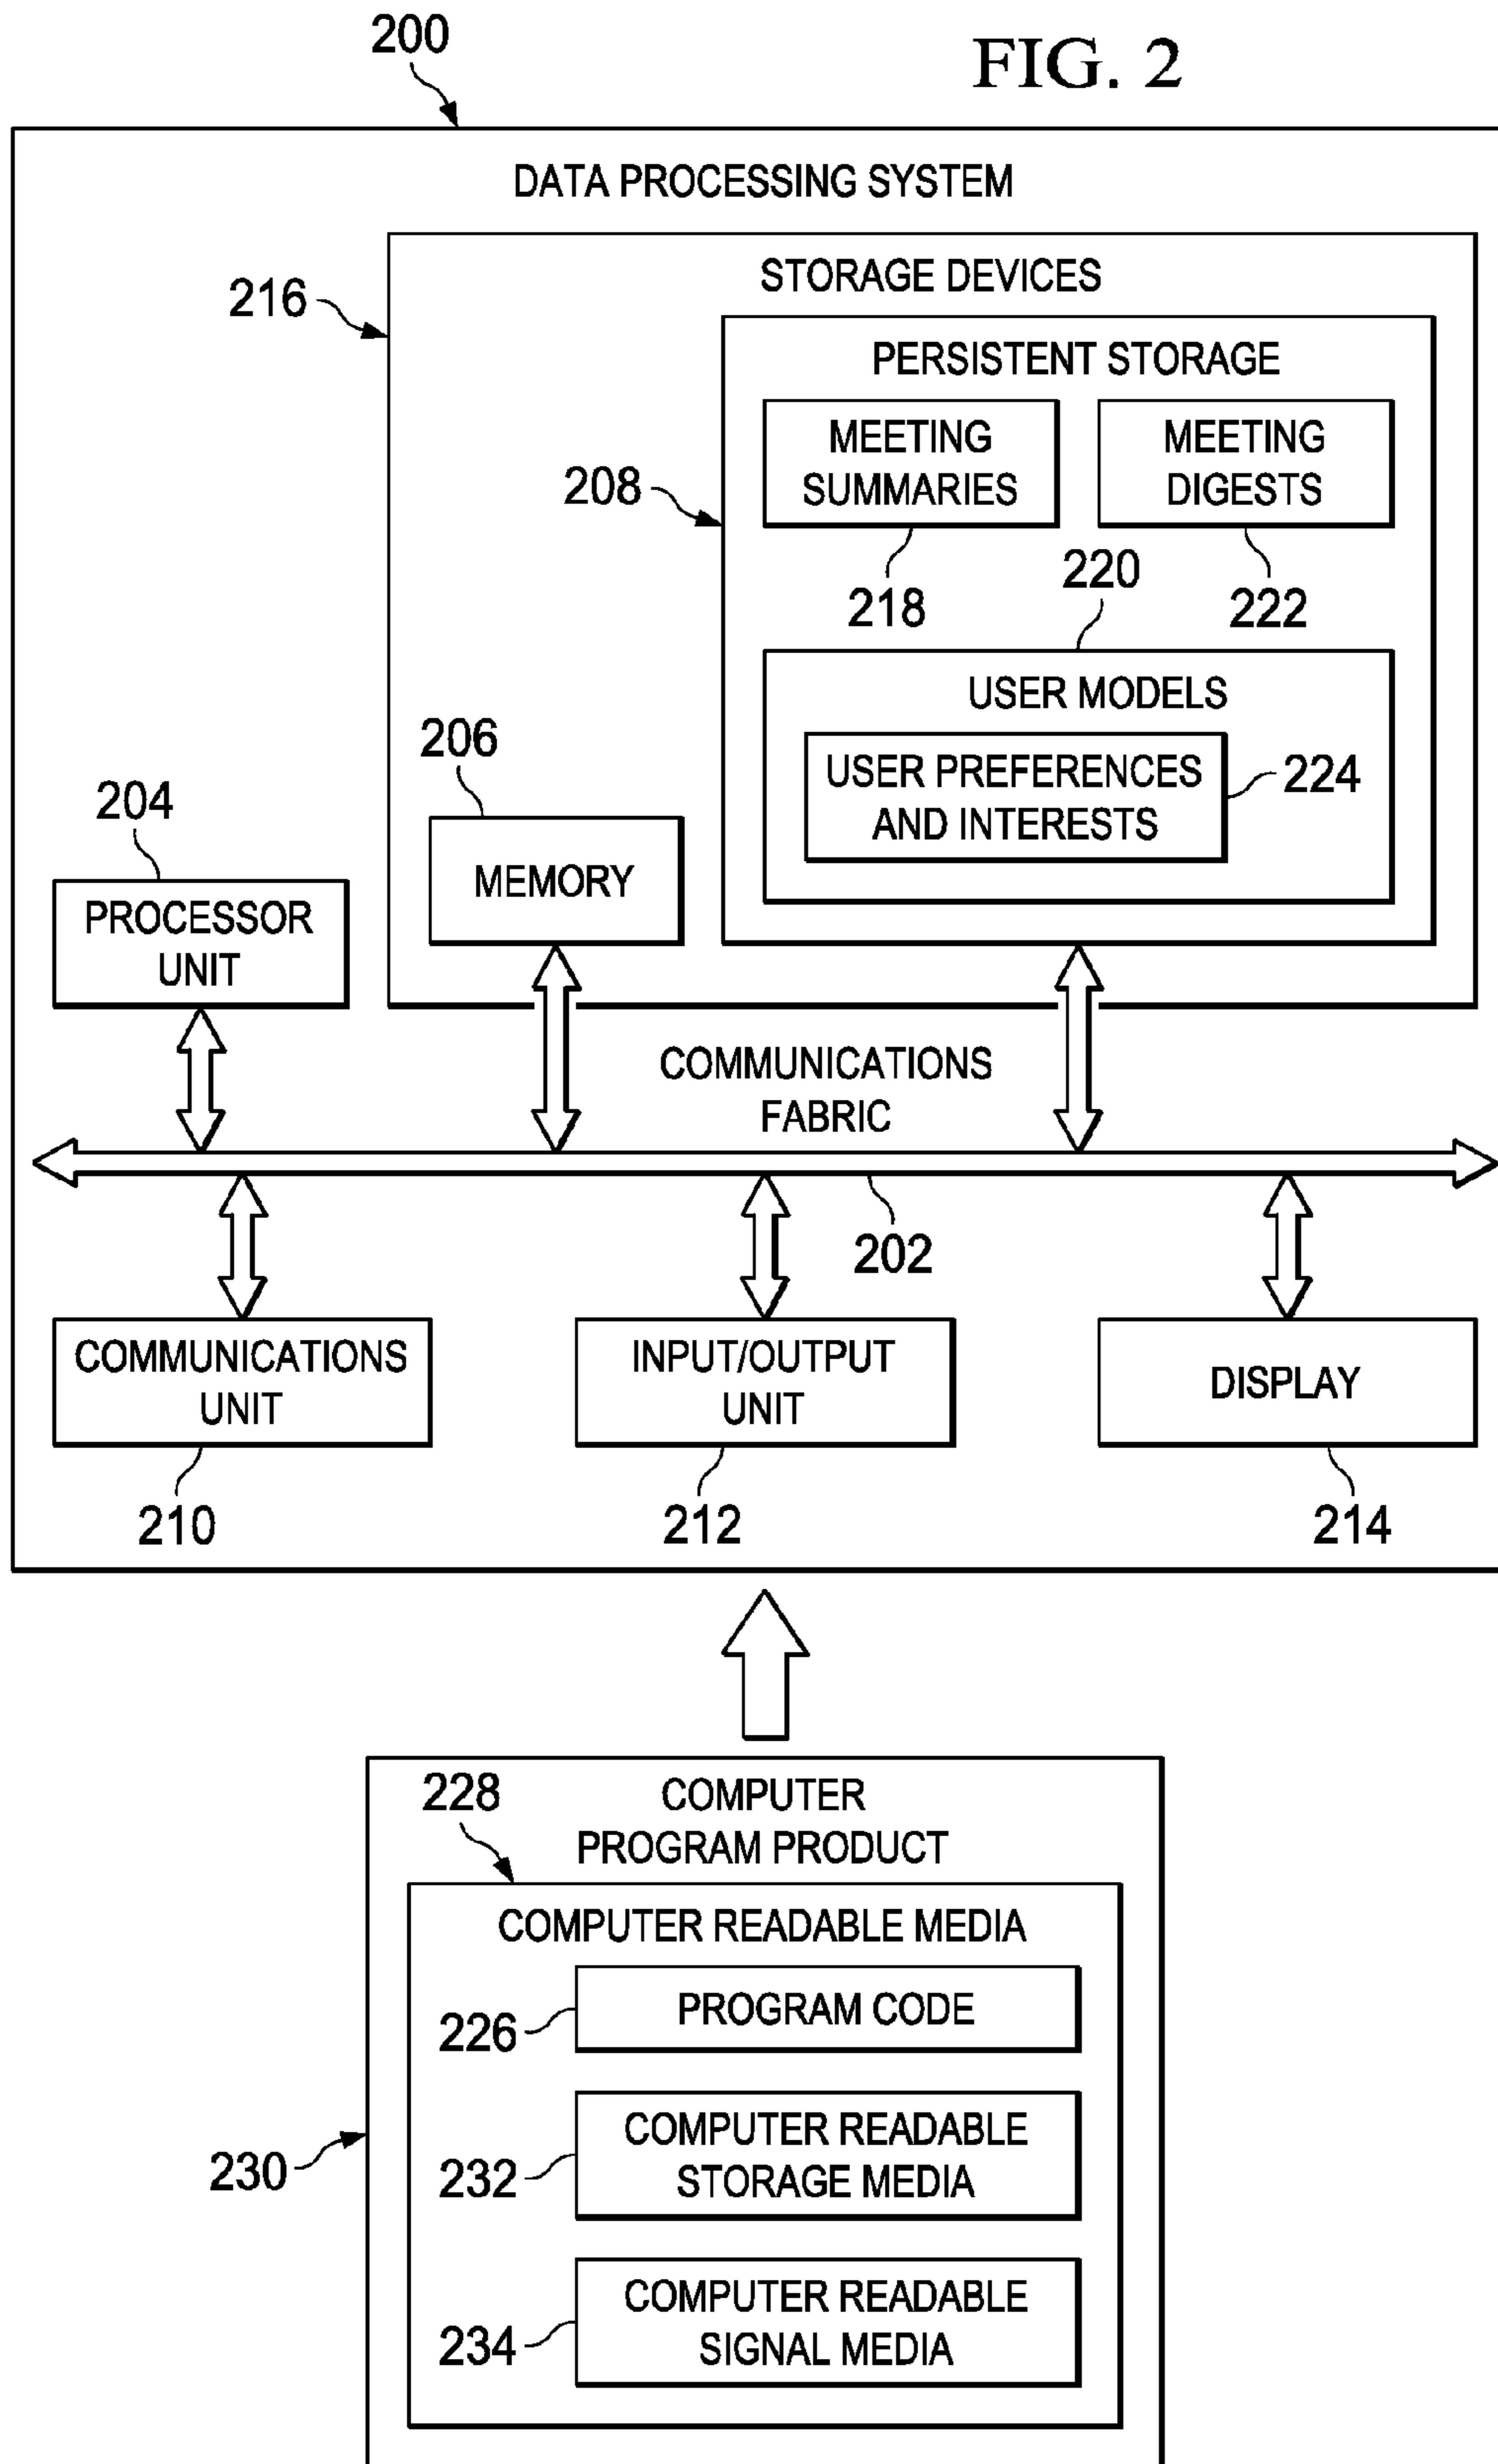 200
FIG. 2
DATA PROCESSING SYSTEM
STORAGE DEVICES
216
PERSISTENT STORAGE
MEETING
SUMMARIES
MEETING
DIGESTS
208
218
220
222
USER MODELS
206
USER PREFERENCES
AND INTERESTS
224
204
MEMORY
PROCESSOR
UNIT
COMMUNICATIONS
FABRIC
202
COMMUNICATIONS
UNIT
INPUT/OUTPUT
UNIT
DISPLAY
210
212
214
228
COMPUTER
PROGRAM PRODUCT
COMPUTER READABLE MEDIA
PROGRAM CODE
226
COMPUTER READABLE
STORAGE MEDIA
230
232
COMPUTER READABLE
SIGNAL MEDIA
234